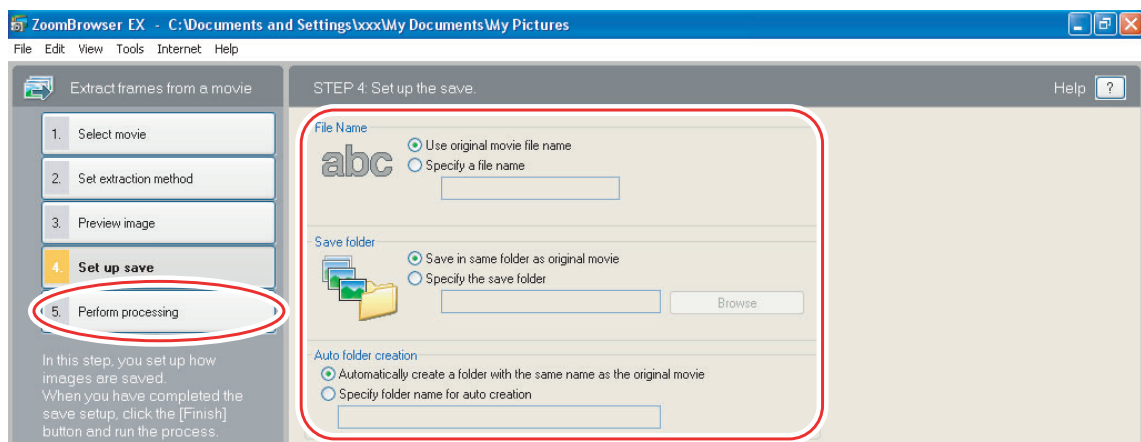 ZoomBrowser EX - C:\Documents and Settings\xxx\My Documents\My Pictures
File Edit View Tools Internet Help
Extract frames from a movie
STEP 4: Set up the save.
Help ?
1. Select movie
2. Set extraction method
3. Preview image
4. Set up save
5. Perform processing
In this step, you set up how
images are saved.
When you have completed the
save setup, click the [Finish]
button and run the process.
File Name
abc
Use original movie file name
Specify a file name
Save folder
Save in same folder as original movie
Specify the save folder
Browse
Auto folder creation
Automatically create a folder with the same name as the original movie
Specify folder name for auto creation